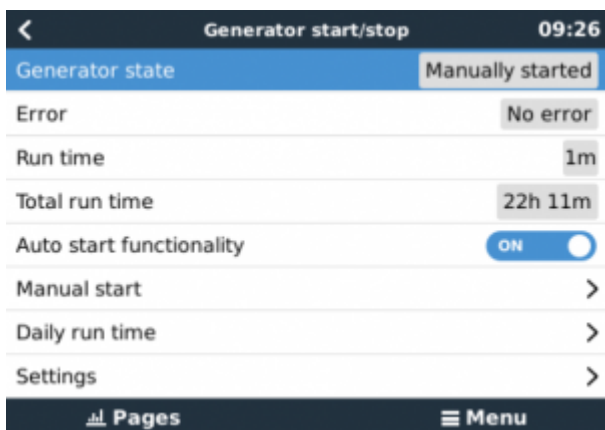 Generator start/stop 09:26
Generator state Manually started
Error No error
Run time 1m
Total run time 22h 11m
Auto start functionality ON
Manual start
Daily run time
Settings
Pages Menu